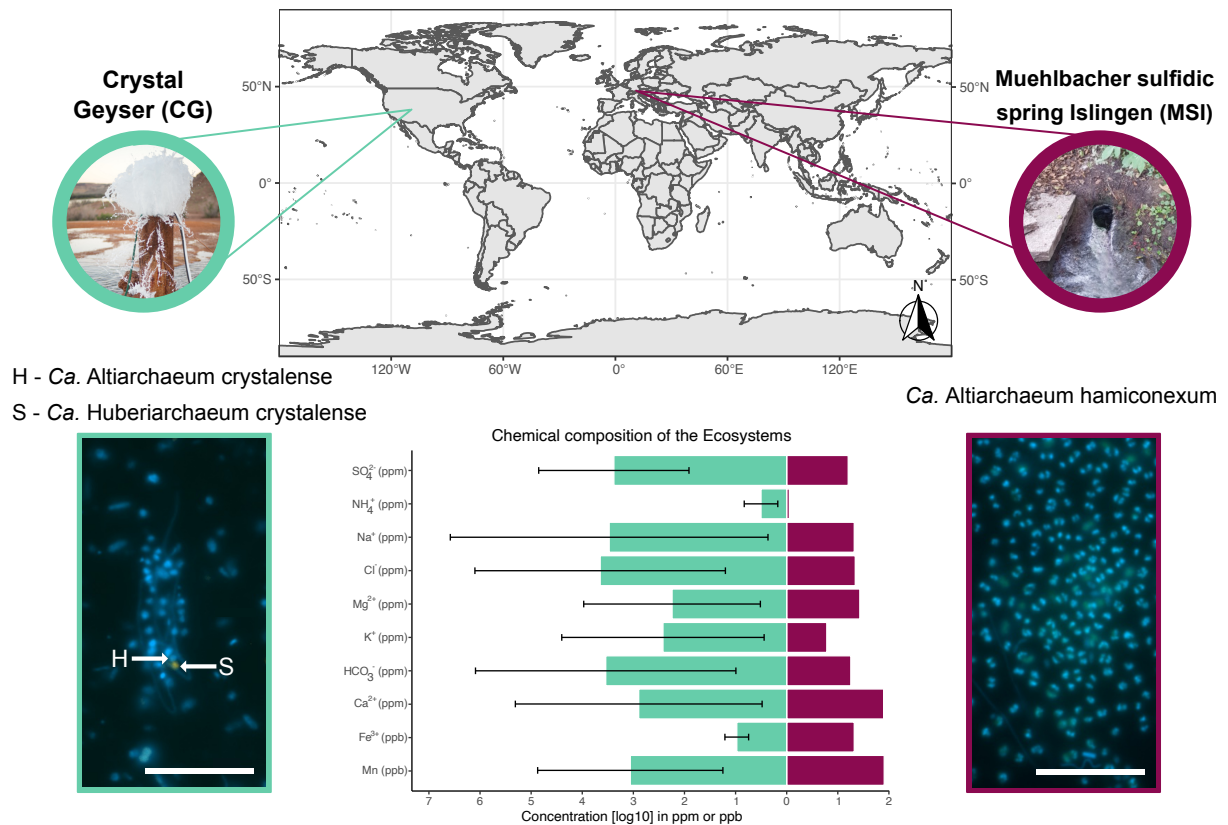 Crystal
Geyser (CG)
Muehlbacher sulfidic
spring Islingen (MSI)
50°N
0°
50°S
50°N
0°
50°S
N
120°W
60°W
0°
60°E
120°E
H - Ca. Altiarchaeum crystalense
S - Ca. Huberiarchaeum crystalense
Ca. Altiarchaeum hamiconexum
H
S
Chemical composition of the Ecosystems
SO₄²⁻ (ppm)
NH₄⁺ (ppm)
Na⁺ (ppm)
Cl⁻ (ppm)
Mg²⁺ (ppm)
K⁺ (ppm)
HCO₃⁻ (ppm)
Ca²⁺ (ppm)
Fe³⁺ (ppb)
Mn (ppb)
7 6 5 4 3 2 1 0 1 2
Concentration [log10] in ppm or ppb